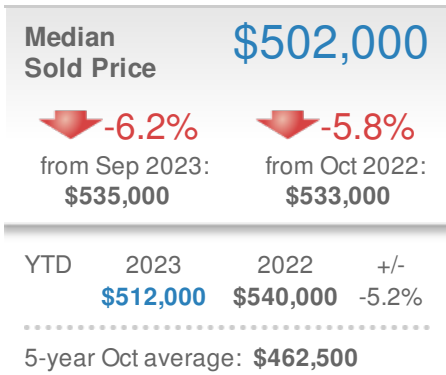 Median $502,000
Sold Price
-6.2% -5.8%
from Sep 2023: from Oct 2022:
$535,000 $533,000
YTD 2023 2022 +/-
$512,000 $540,000 -5.2%
5-year Oct average: $462,500